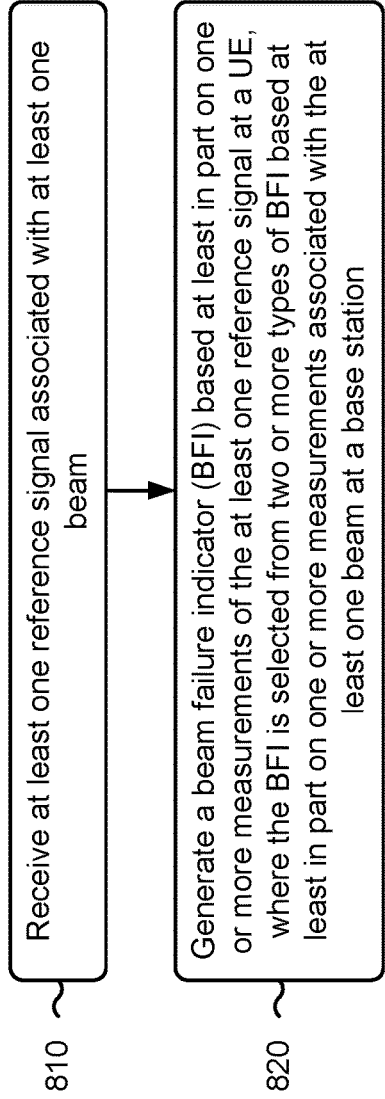 810
Receive at least one reference signal associated with at least one
beam
820
Generate a beam failure indicator (BFI) based at least in part on one
or more measurements of the at least one reference signal at a UE,
where the BFI is selected from two or more types of BFI based at
least in part on one or more measurements associated with the at
least one beam at a base station